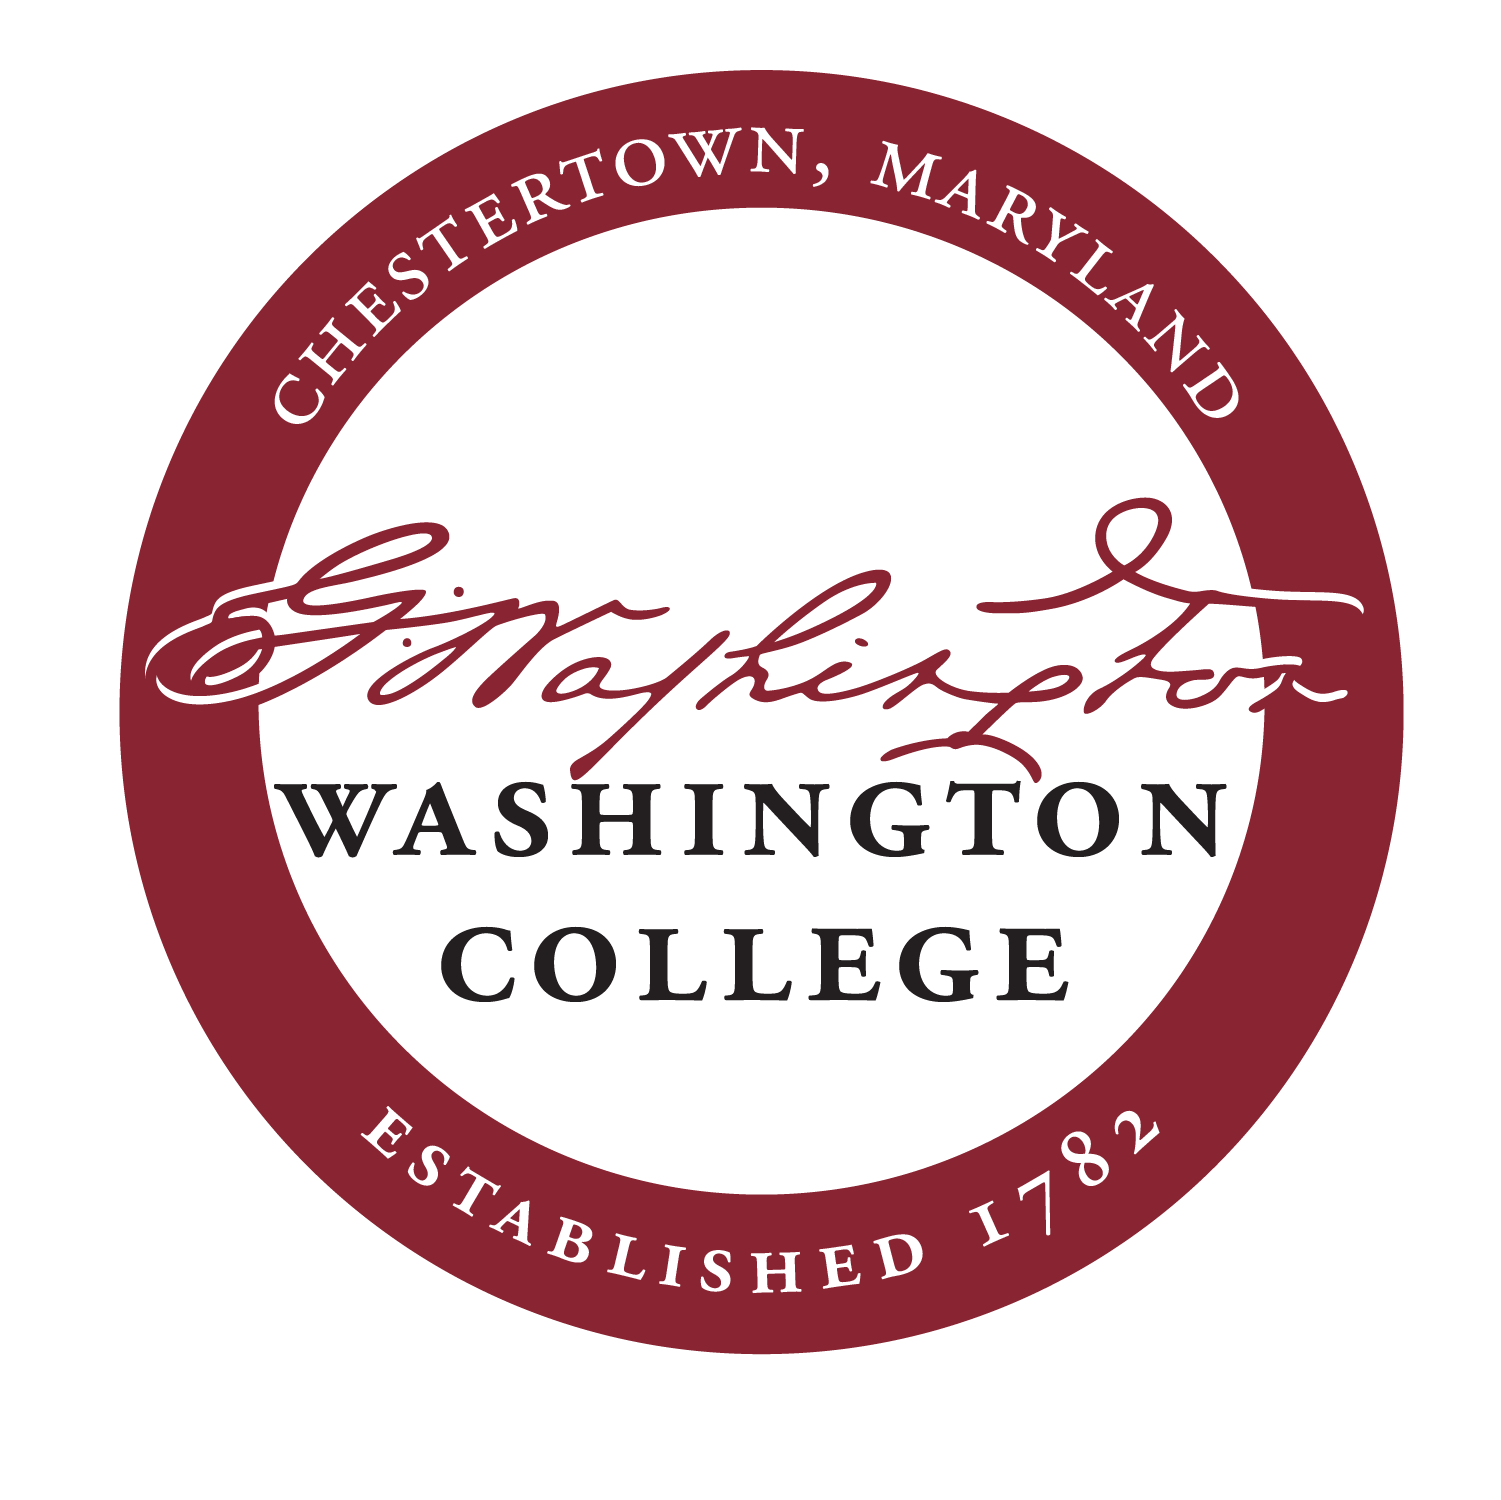 CHESTERTOWN, MARYLAND
G:Washington
WASHINGTON
COLLEGE
ESTABLISHED 1782